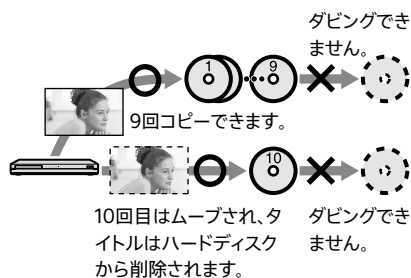 ダビングでき
ません。
1
9
9回コピーできます。
10
10回目はムーブされ、タ
イトルはハードディスク
から削除されます。
ダビングでき
ません。